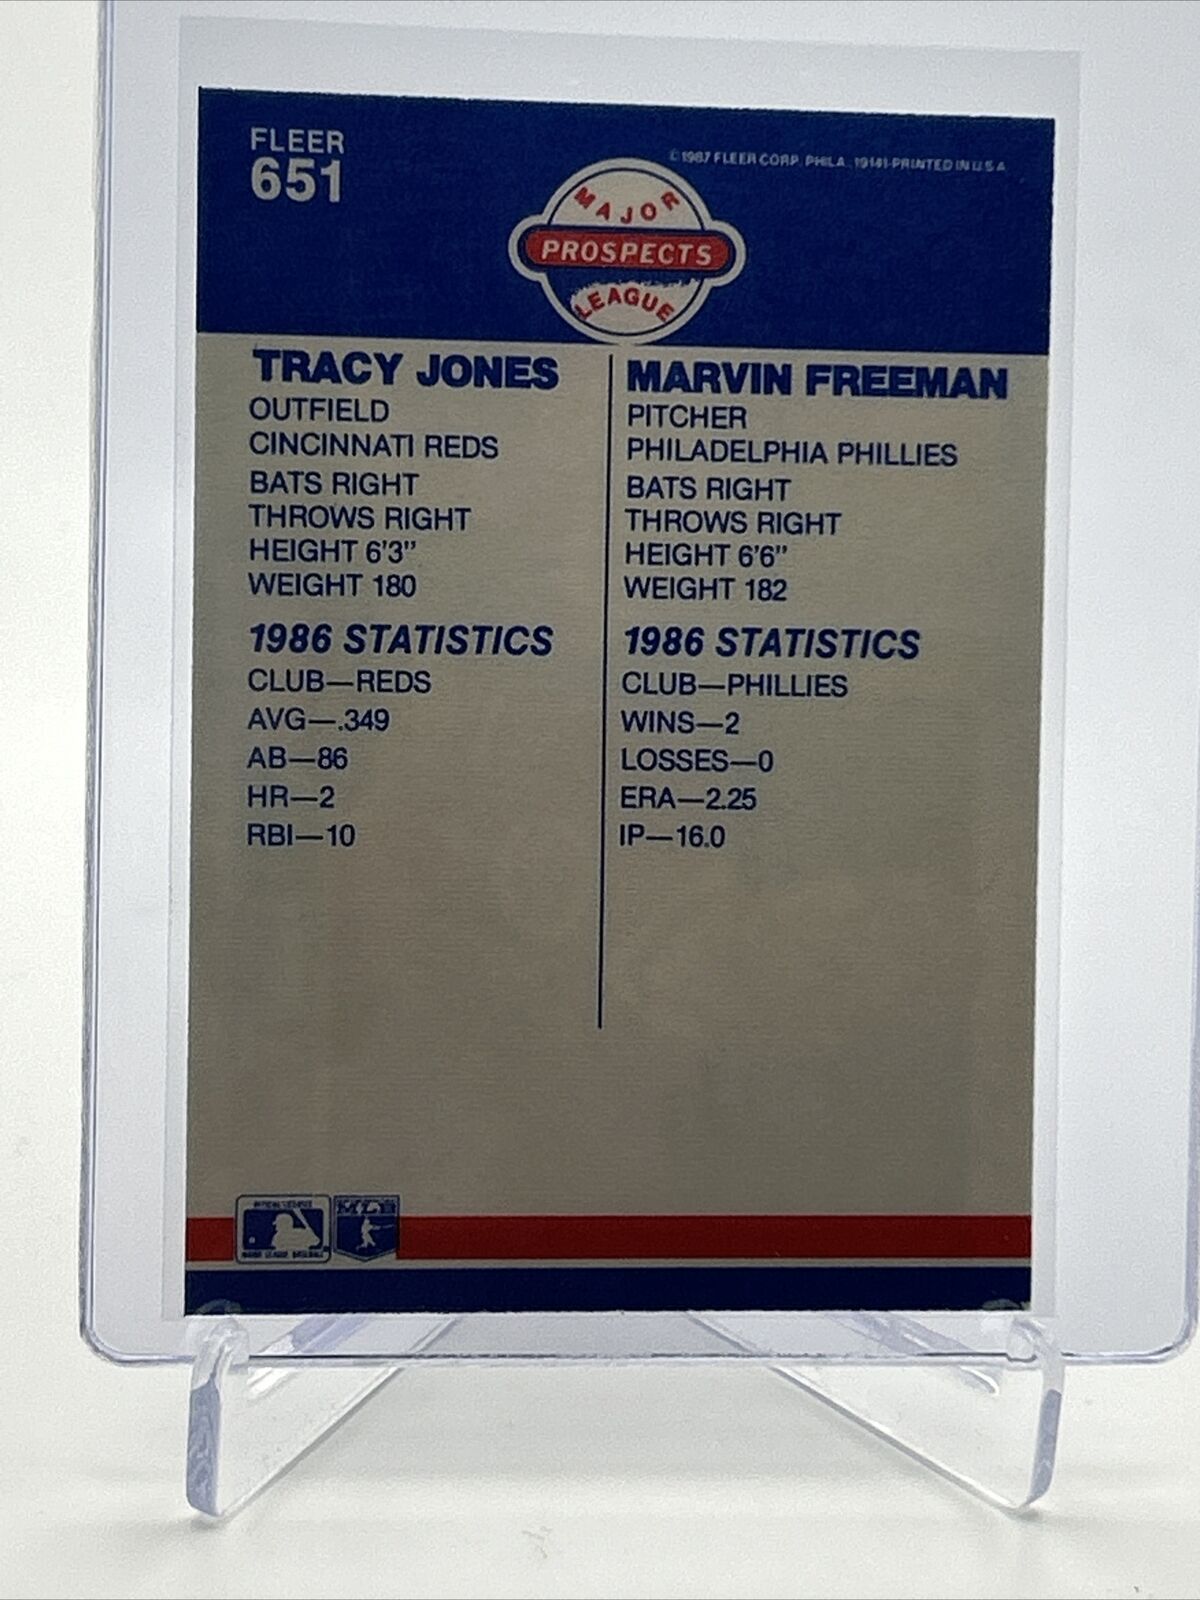 FLEER
651
© 1987 FLEER CORP. PHILA., 19141-PRINTED IN U.S.A.
MAJOR
PROSPECTS
LEAGUE
TRACY JONES
OUTFIELD
CINCINNATI REDS
BATS RIGHT
THROWS RIGHT
HEIGHT 6'3"
WEIGHT 180
1986 STATISTICS
CLUB—REDS
AVG—.349
AB—86
HR—2
RBI—10
MARVIN FREEMAN
PITCHER
PHILADELPHIA PHILLIES
BATS RIGHT
THROWS RIGHT
HEIGHT 6'6"
WEIGHT 182
1986 STATISTICS
CLUB—PHILLIES
WINS—2
LOSSES—0
ERA—2.25
IP—16.0
MAJOR LEAGUE BASEBALL